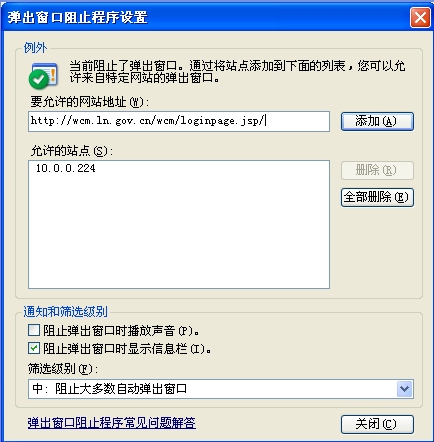 弹出窗口阻止程序设置
例外
当前阻止了弹出窗口。通过将站点添加到下面的列表，您可以允
许来自特定网站的弹出窗口。
要允许的网站地址(W):
http://wcm.ln.gov.cn/wcm/loginpage.jsp/
添加(A)
允许的站点(S):
10.0.0.224
删除(R)
全部删除(E)
通知和筛选级别
阻止弹出窗口时播放声音(P)。
阻止弹出窗口时显示信息栏(I)。
筛选级别(F):
中: 阻止大多数自动弹出窗口
弹出窗口阻止程序常见问题解答
关闭(C)